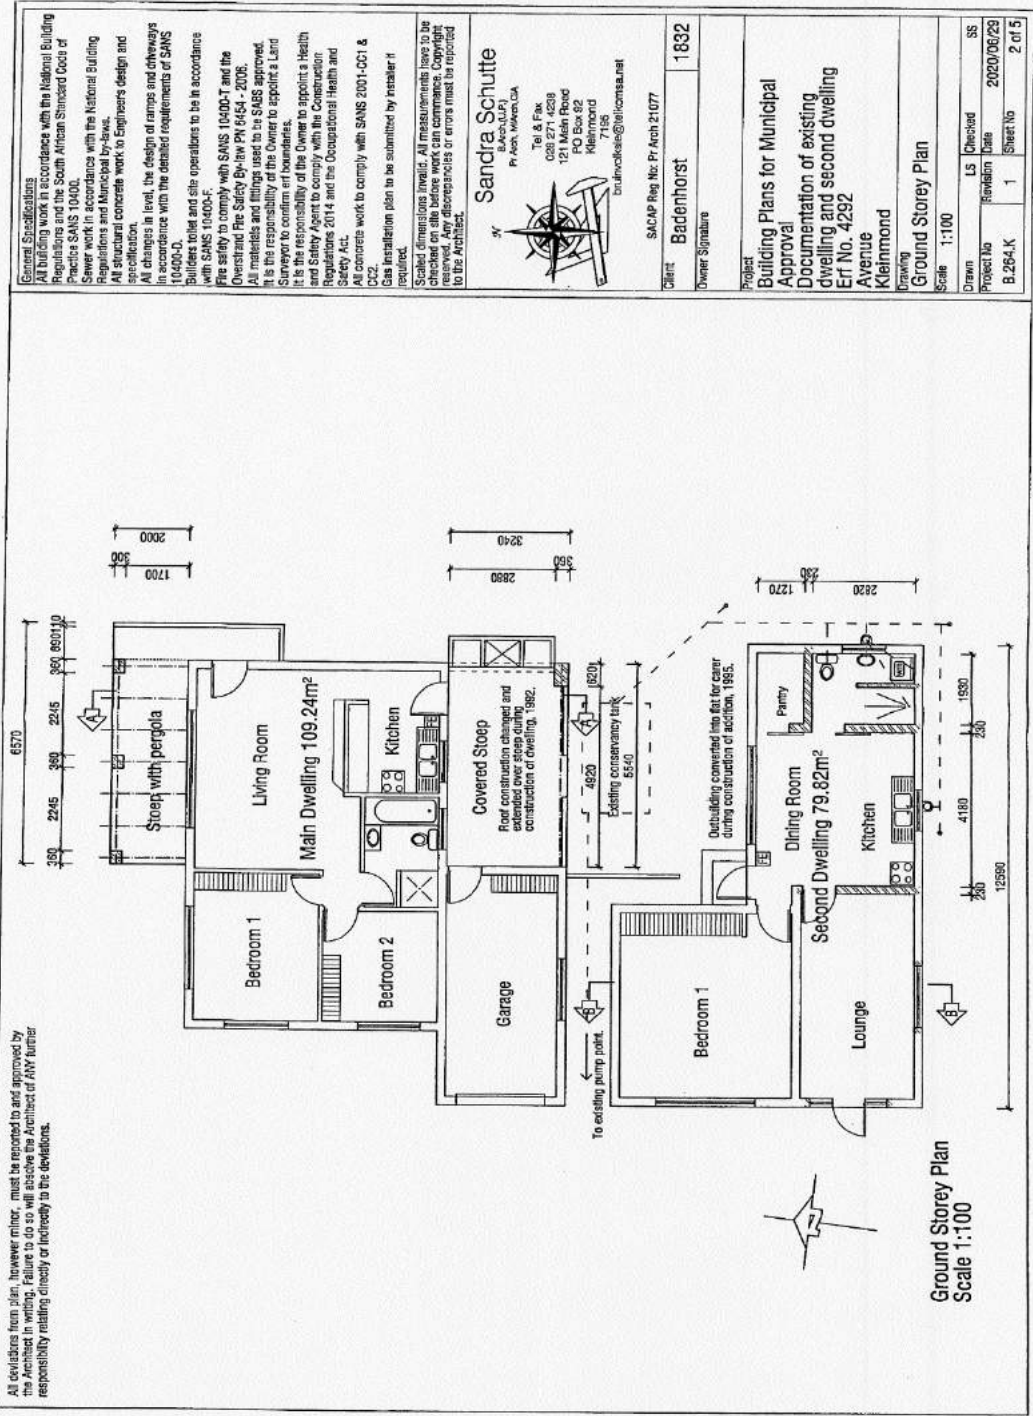 All deviations from plan, however minor, must be reported to and approved by
the Architect in writing. Failure to do so will absolve the Architect of ANY further
responsibility relating directly or indirectly to the deviations.
6570
360
2245
360
2245
360
890
110
300
1700
2000
2880
3240
360
A
Stoep with pergola
Living Room
Main Dwelling 109.24m²
Kitchen
Bedroom 1
Bedroom 2
Garage
Covered Stoep
Roof construction changed and
extended over stoep during
construction of dwelling, 1992.
FE
A
620
4920
Existing conservancy tank
5540
B
To existing pump point.
Outbuilding converted into flat for carer
during construction of addition, 1995.
1270
230
2820
Pantry
FE
Dining Room
Second Dwelling 79.82m²
Kitchen
Bedroom 1
Lounge
B
230
4180
230
1930
12590
Ground Storey Plan
Scale 1:100
General Specifications
All building work in accordance with the National Building
Regulations and the South African Standard Code of
Practice SANS 10400.
Sewer work in accordance with the National Building
Regulations and Municipal by-laws.
All structural concrete work to Engineer's design and
specification.
All changes in level, the design of ramps and driveways
in accordance with the detailed requirements of SANS
10400-D.
Builders toilet and site operations to be in accordance
with SANS 10400-F.
Fire safety to comply with SANS 10400-T and the
Overstrand Fire Safety By-law PN 6454 - 2006.
All materials and fittings used to be SABS approved.
It is the responsibility of the Owner to appoint a Land
Surveyor to confirm erf boundaries.
It is the responsibility of the Owner to appoint a Health
and Safety Agent to comply with the Construction
Regulations 2014 and the Occupational Health and
Safety Act.
All concrete work to comply with SANS 2001-CC1 &
CC2.
Gas installation plan to be submitted by installer if
required.
Scaled dimensions invalid. All measurements have to be
checked on site before work can commence. Copyright
reserved. Any discrepancies or errors must be reported
to the Architect.
Sandra Schutte
B.Arch.(U.P.)
Pr Arch, MIArch,CIA
N
Tel & Fax
028 271 4238
121 Main Road
PO Box 92
Kleinmond
7195
SACAP Reg No: Pr Arch 21077
Client
Badenhorst
1832
Owner Signature
Project
Building Plans for Municipal
Approval
Documentation of existing
dwelling and second dwelling
Erf No. 4292
Avenue
Kleinmond
Drawing
Ground Storey Plan
Scale
1:100
Drawn LS Checked SS
Project No Revision Date
B.264.K 1 2020/06/29
Sheet No
2 of 5